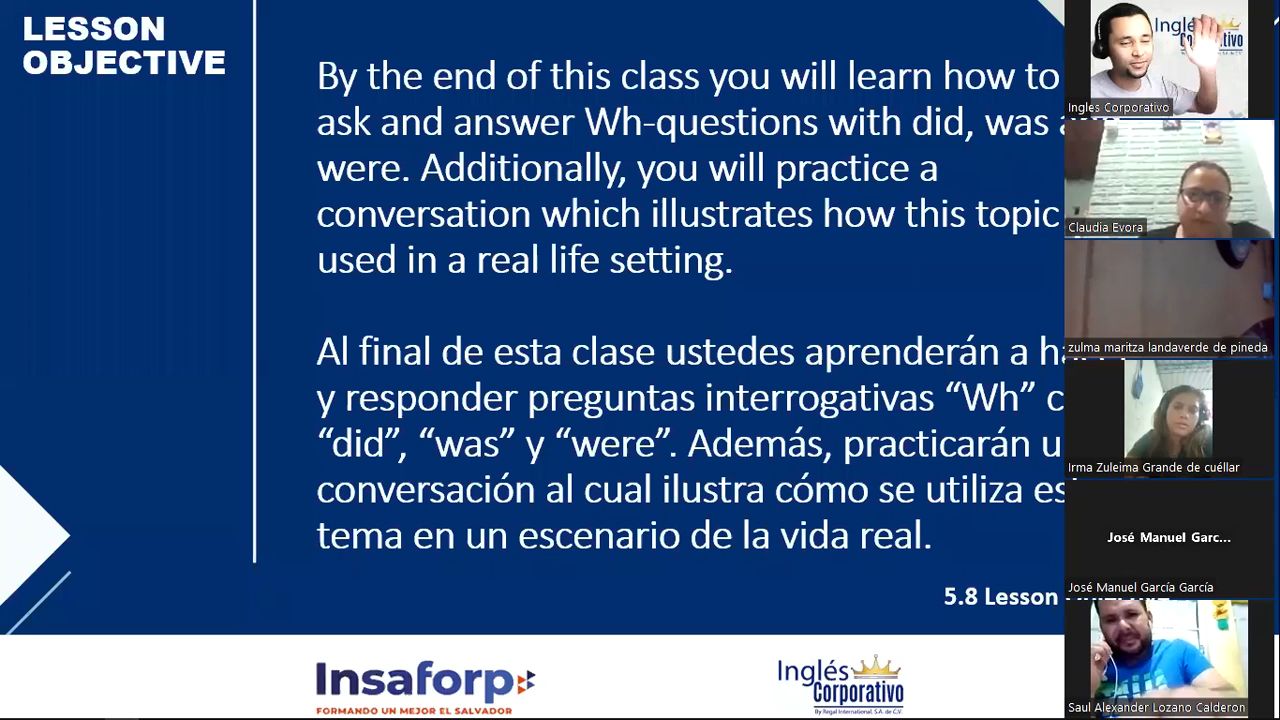 LESSON
OBJECTIVE
By the end of this class you will learn how to
ask and answer Wh-questions with did, was
were. Additionally, you will practice a
conversation which illustrates how this topic
used in a real life setting.
Al final de esta clase ustedes aprenderán a
y responder preguntas interrogativas “Wh”
“did”, “was” y “were”. Además, practicarán
conversación al cual ilustra cómo se utiliza
tema en un escenario de la vida real.
5.8 Lesson
Insaforp
FORMANDO UN MEJOR EL SALVADOR
Inglés
Corporativo
By Regal International, S.A. de C.V.
Inglés
Corporativo
Ingles Corporativo
Claudia Evora
zulma maritza landaverde de pineda
Irma Zuleima Grande de cuéllar
José Manuel Garc...
José Manuel García García
Saul Alexander Lozano Calderon